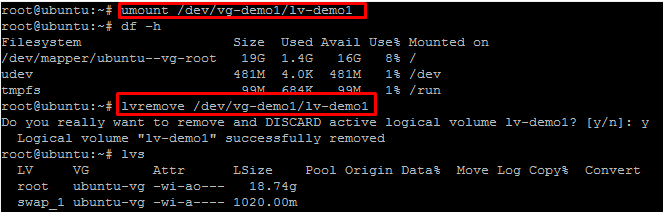 root@ubuntu:~# umount /dev/vg-demo1/lv-demo1
root@ubuntu:~# df -h
Filesystem Size Used Avail Use% Mounted on
/dev/mapper/ubuntu--vg-root 19G 1.4G 16G 8% /
udev 481M 4.0K 481M 1% /dev
tmpfs 99M 684K 99M 1% /run
root@ubuntu:~# lvremove /dev/vg-demo1/lv-demo1
Do you really want to remove and DISCARD active logical volume lv-demo1? [y/n]: y
Logical volume "lv-demo1" successfully removed
root@ubuntu:~# lvs
LV VG Attr LSize Pool Origin Data% Move Log Copy% Convert
root ubuntu-vg -wi-ao--- 18.74g
swap_1 ubuntu-vg -wi-a---- 1020.00m